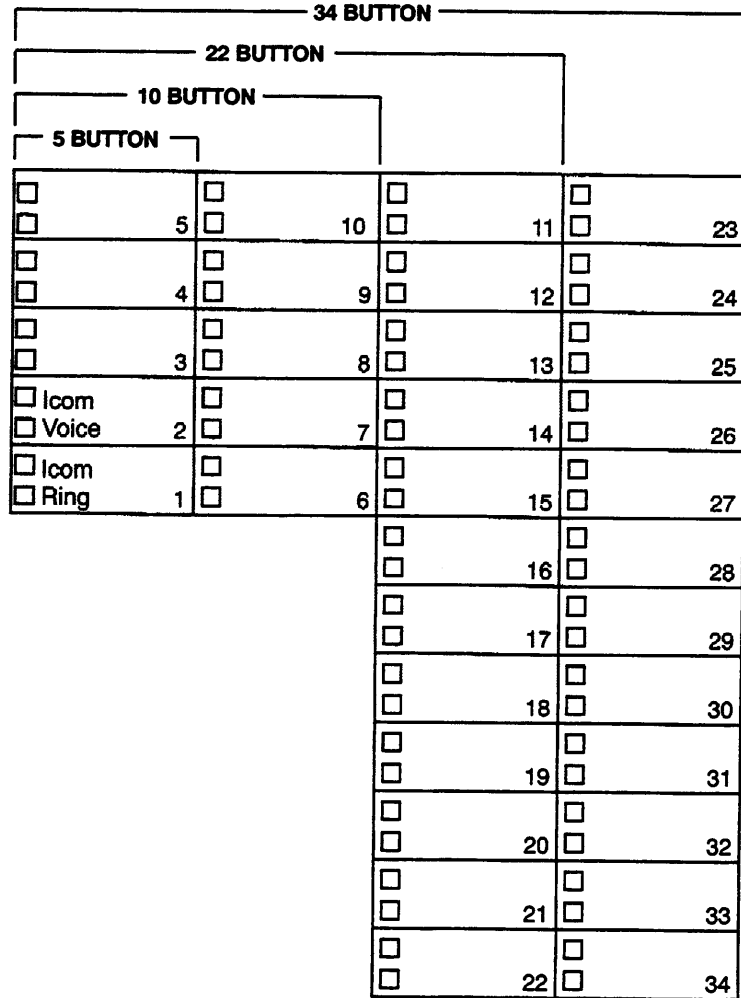 34 BUTTON
22 BUTTON
10 BUTTON
5 BUTTON
5 10 11 23
4 9 12 24
3 8 13 25
Icom
Voice 2 7 14 26
Icom
Ring 1 6 15 27
16 28
17 29
18 30
19 31
20 32
21 33
22 34